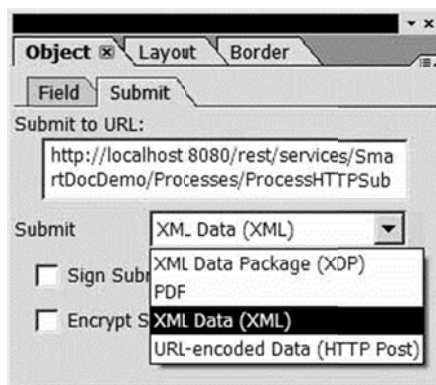 Object Layout Border
Field Submit
Submit to URL:
http://localhost:8080/rest/services/Sma
rtDocDemo/Processes/ProcessHTTPSub
Submit XML Data (XML)
XML Data Package (XDP)
Sign Subr
PDF
Encrypt S XML Data (XML)
URL-encoded Data (HTTP Post)